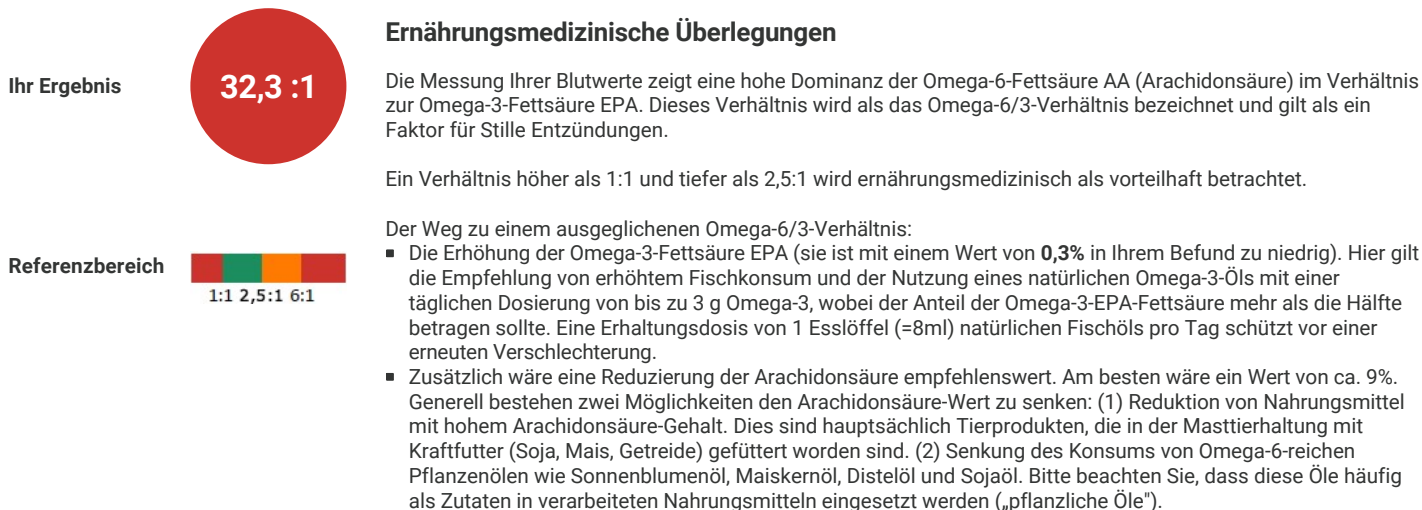 Ernährungsmedizinische Überlegungen
Ihr Ergebnis
32,3 :1
Die Messung Ihrer Blutwerte zeigt eine hohe Dominanz der Omega-6-Fettsäure AA (Arachidonsäure) im Verhältnis
zur Omega-3-Fettsäure EPA. Dieses Verhältnis wird als das Omega-6/3-Verhältnis bezeichnet und gilt als ein
Faktor für Stille Entzündungen.
Ein Verhältnis höher als 1:1 und tiefer als 2,5:1 wird ernährungsmedizinisch als vorteilhaft betrachtet.
Referenzbereich
1:1 2,5:1 6:1
Der Weg zu einem ausgeglichenen Omega-6/3-Verhältnis:
▪ Die Erhöhung der Omega-3-Fettsäure EPA (sie ist mit einem Wert von 0,3% in Ihrem Befund zu niedrig). Hier gilt
die Empfehlung von erhöhtem Fischkonsum und der Nutzung eines natürlichen Omega-3-Öls mit einer
täglichen Dosierung von bis zu 3 g Omega-3, wobei der Anteil der Omega-3-EPA-Fettsäure mehr als die Hälfte
betragen sollte. Eine Erhaltungsdosis von 1 Esslöffel (=8ml) natürlichen Fischöls pro Tag schützt vor einer
erneuten Verschlechterung.
▪ Zusätzlich wäre eine Reduzierung der Arachidonsäure empfehlenswert. Am besten wäre ein Wert von ca. 9%.
Generell bestehen zwei Möglichkeiten den Arachidonsäure-Wert zu senken: (1) Reduktion von Nahrungsmittel
mit hohem Arachidonsäure-Gehalt. Dies sind hauptsächlich Tierprodukten, die in der Masttierhaltung mit
Kraftfutter (Soja, Mais, Getreide) gefüttert worden sind. (2) Senkung des Konsums von Omega-6-reichen
Pflanzenölen wie Sonnenblumenöl, Maiskernöl, Distelöl und Sojaöl. Bitte beachten Sie, dass diese Öle häufig
als Zutaten in verarbeiteten Nahrungsmitteln eingesetzt werden („pflanzliche Öle").